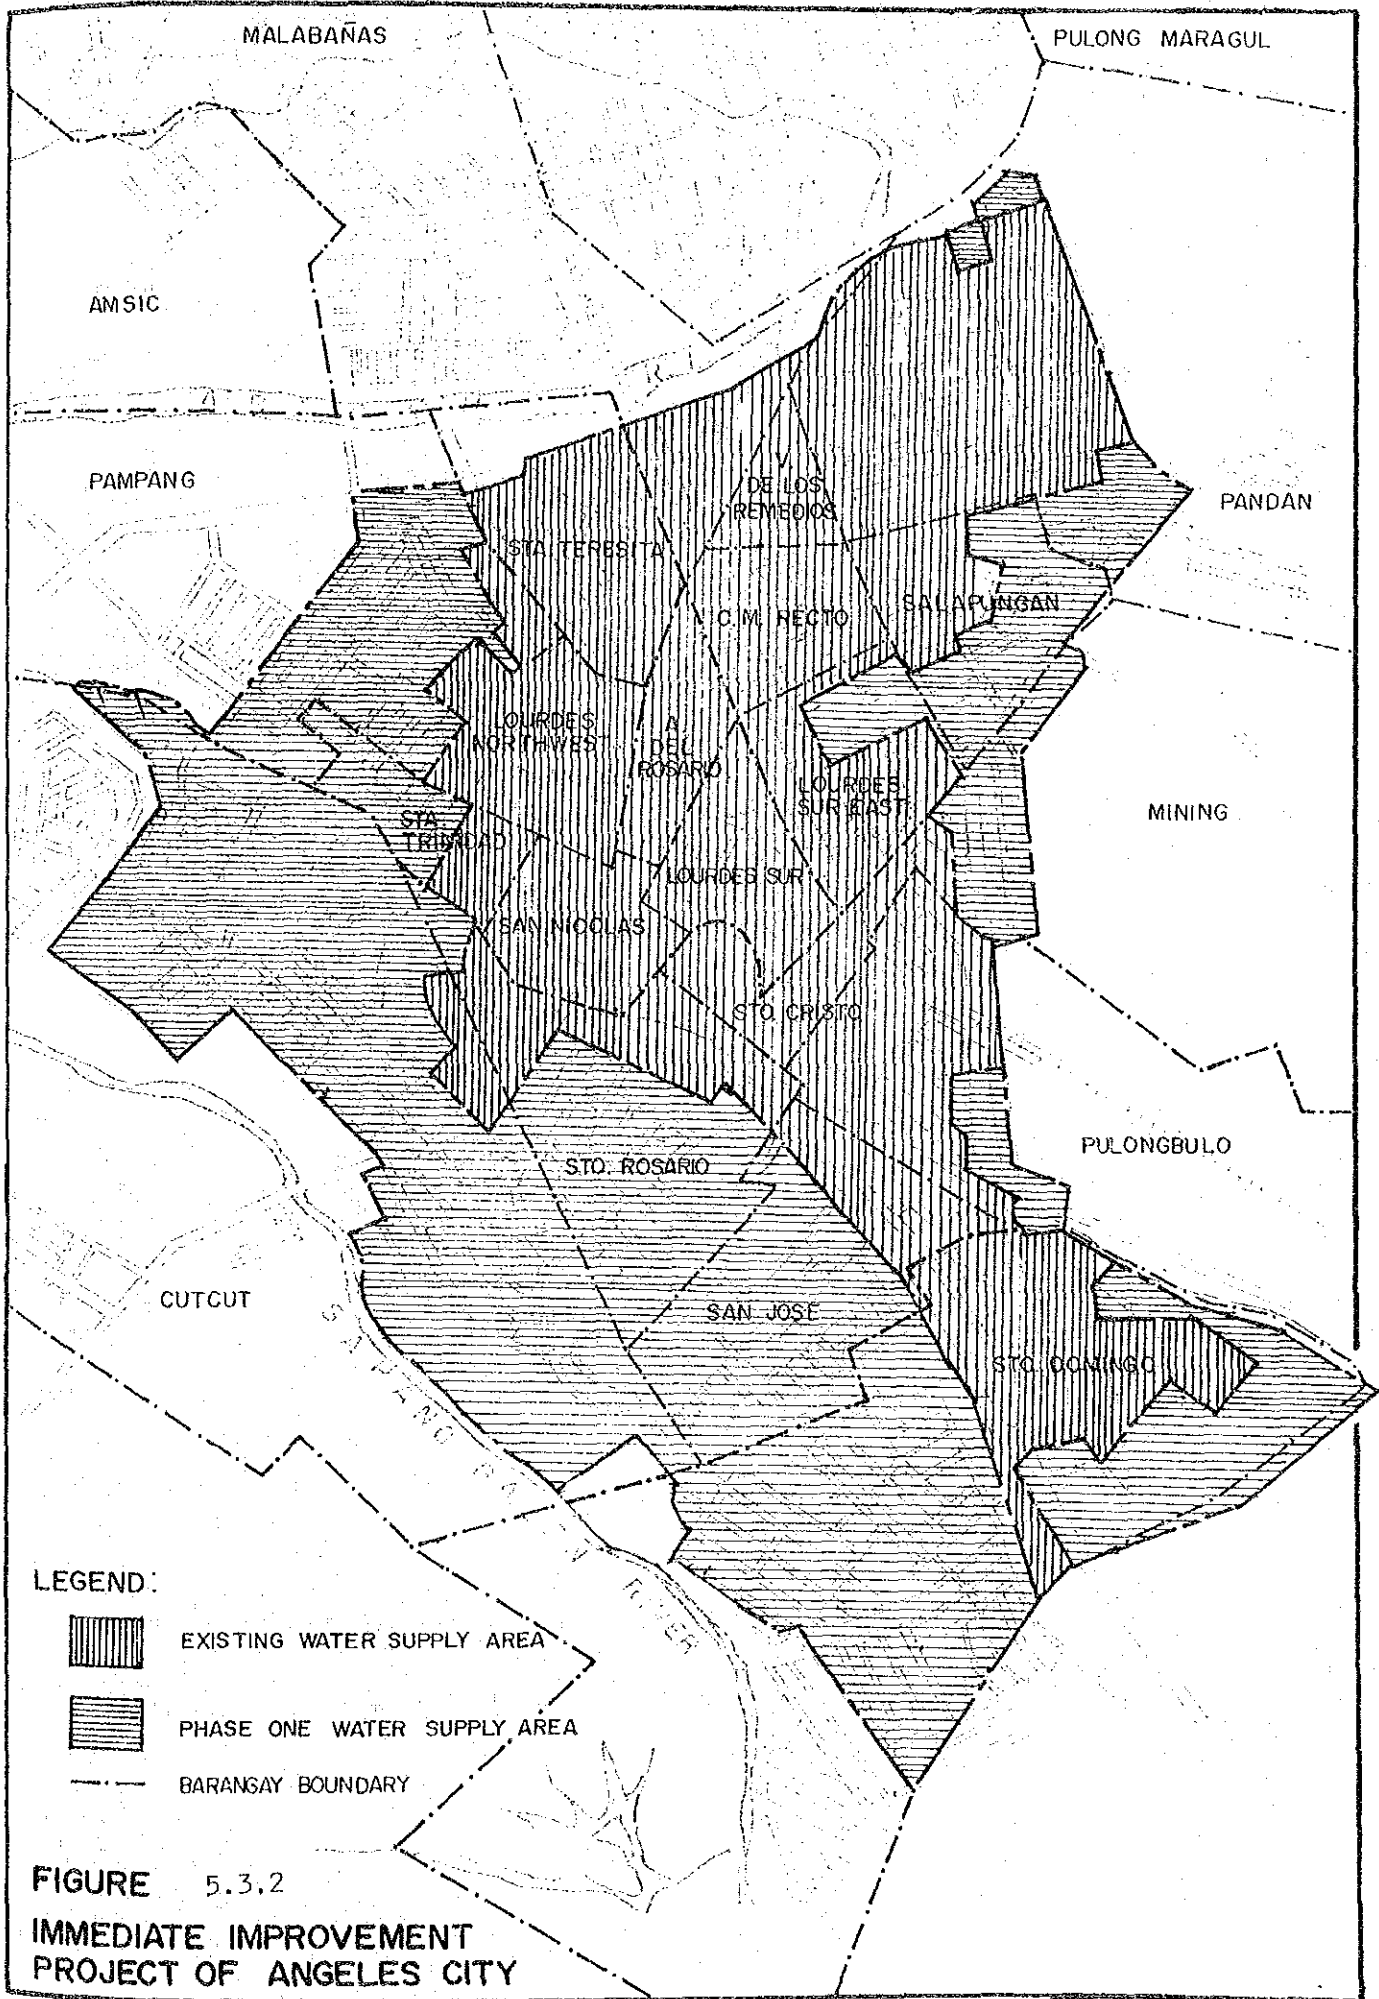 MALABAÑAS
PULONG MARAGUL
AMSIC
PAMPANG
PANDAN
DE LOS
REMEDIOS
STA. TERESITA
C. M. RECTO
SALAPUNGAN
LOURDES
NORTHWEST
A
DEL
ROSARIO
LOURDES
SUR EAST
MINING
STA.
TRINIDAD
LOURDES SUR
SAN NICOLAS
STO. CRISTO
PULONGBULO
STO. ROSARIO
CUTCUT
SAN JOSE
STO. DOMINGO
SAPANG
RIVER
LEGEND:
EXISTING WATER SUPPLY AREA
PHASE ONE WATER SUPPLY AREA
BARANGAY BOUNDARY
FIGURE 5.3.2
IMMEDIATE IMPROVEMENT
PROJECT OF ANGELES CITY